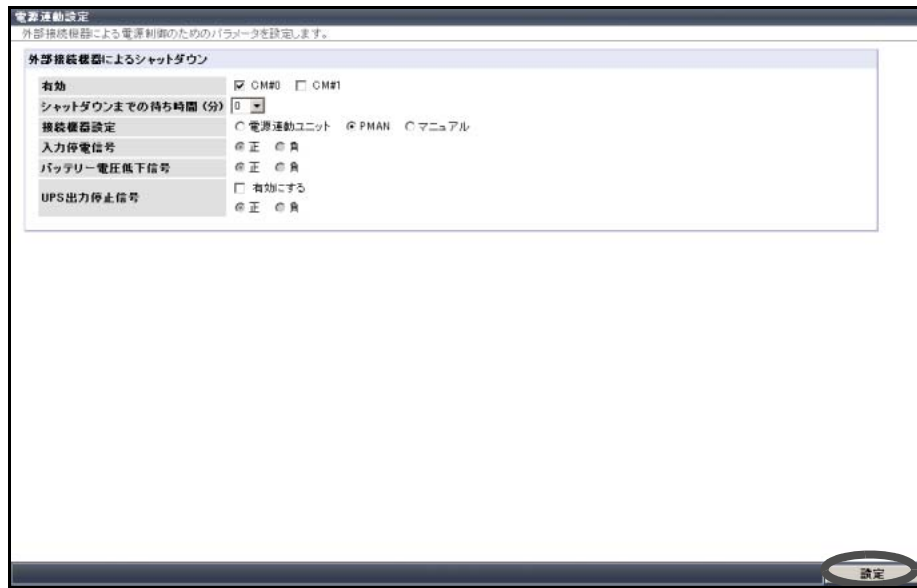 電源連動設定
外部接続機器による電源制御のためのパラメータを設定します。
外部接続機器によるシャットダウン
有効 CM#0 CM#1
シャットダウンまでの待ち時間（分） 0
接続機器設定 電源連動ユニット PMAN マニュアル
入力停電信号 正 負
バッテリー電圧低下信号 正 負
UPS出力停止信号 有効にする
正 負
設定